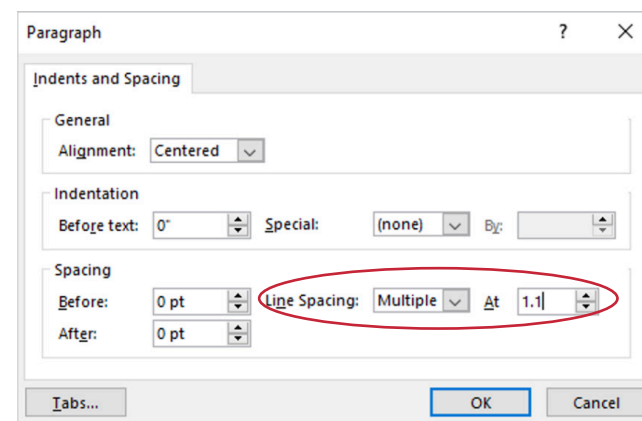 Paragraph ?
Indents and Spacing
General
Alignment: Centered
Indentation
Before text: 0" Special: (none) By:
Spacing
Before: 0 pt Line Spacing: Multiple At 1.1
After: 0 pt
Tabs... OK Cancel